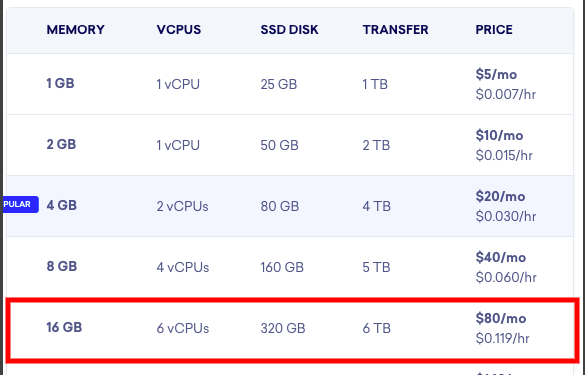 MEMORY VCPUS SSD DISK TRANSFER PRICE
1 GB 1 vCPU 25 GB 1 TB $5/mo
$0.007/hr
2 GB 1 vCPU 50 GB 2 TB $10/mo
$0.015/hr
PULAR 4 GB 2 vCPUs 80 GB 4 TB $20/mo
$0.030/hr
8 GB 4 vCPUs 160 GB 5 TB $40/mo
$0.060/hr
16 GB 6 vCPUs 320 GB 6 TB $80/mo
$0.119/hr